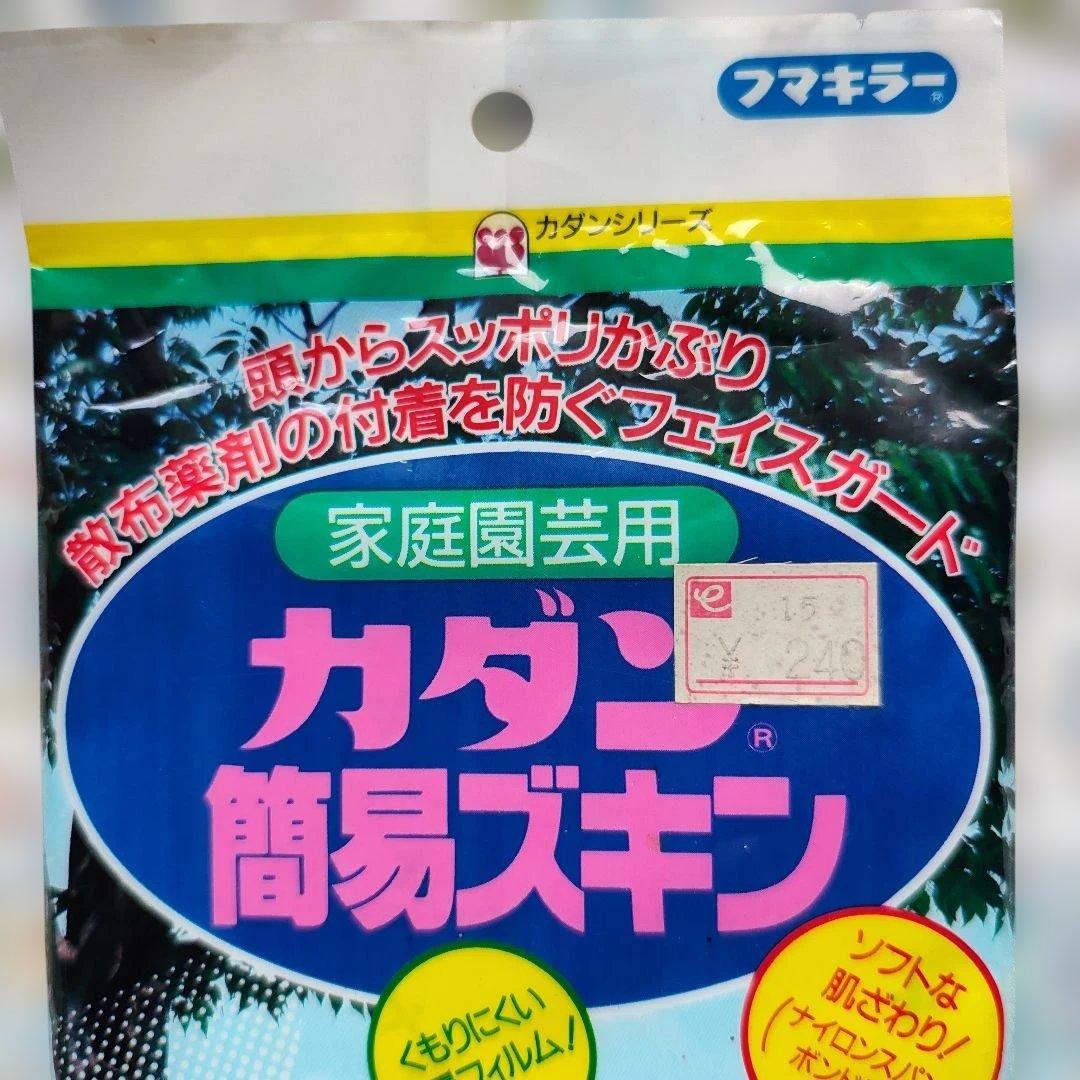 フマキラー®
カダンシリーズ
頭からスッポリかぶり
散布薬剤の付着を防ぐフェイスガード
家庭園芸用
15
¥ 240
カダン®
簡易ズキン
くもりにくい
フィルム!
ソフトな
肌ざわり!
(ナイロンスパン
ボンド